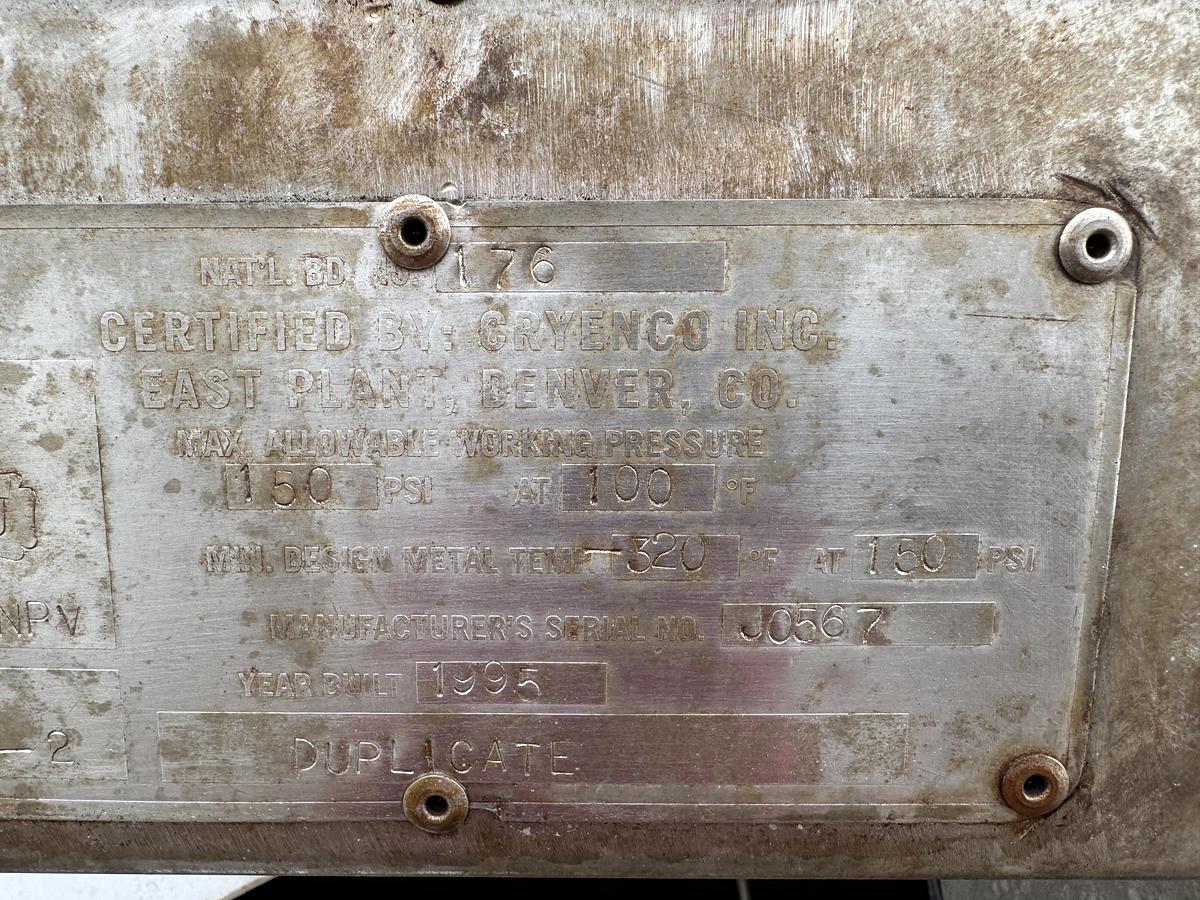 NAT'L. BD. NO. 176
CERTIFIED BY: CRYENCO INC.
EAST PLANT, DENVER, CO.
MAX. ALLOWABLE WORKING PRESSURE
150 PSI AT 100 °F
MIN. DESIGN METAL TEMP -320 °F AT 150 PSI
NPV
MANUFACTURER'S SERIAL NO. J0567
YEAR BUILT 1995
-2
DUPLICATE